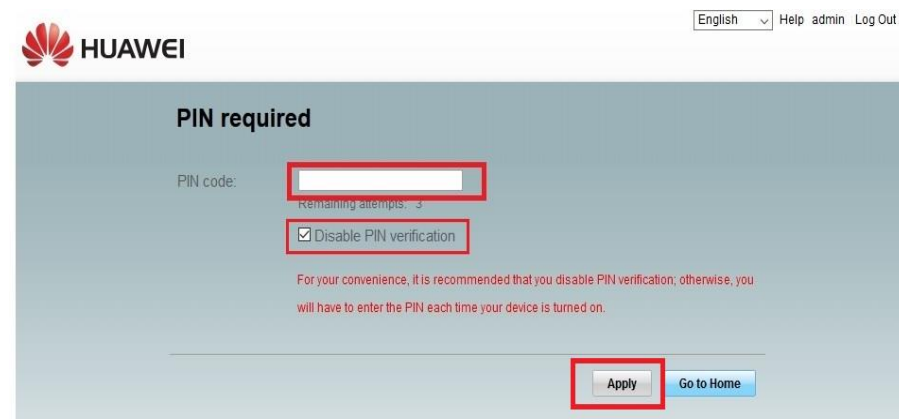 English Help admin Log Out
HUAWEI
PIN required
PIN code:
Remaining attempts: 3
Disable PIN verification
For your convenience, it is recommended that you disable PIN verification; otherwise, you
will have to enter the PIN each time your device is turned on.
Apply Go to Home